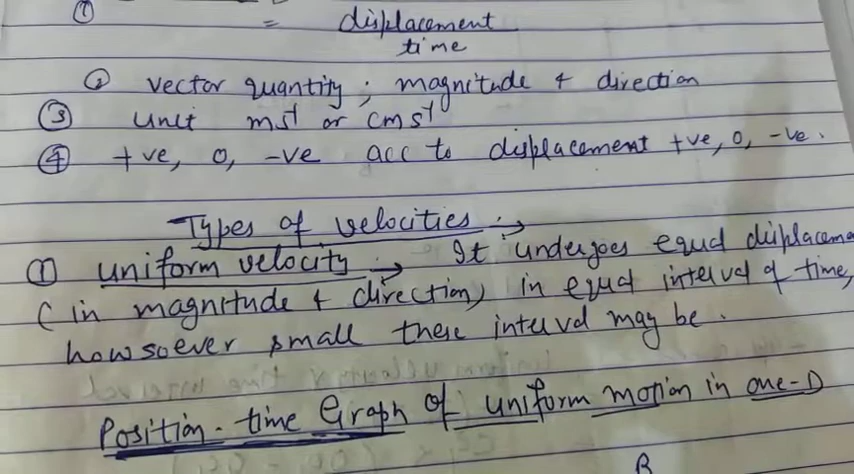 ① = displacement
time
② vector quantity; magnitude & direction
③ unit ms⁻¹ or cms⁻¹
④ +ve, 0, -ve acc to displacement +ve, 0, -ve.
Types of velocities :→
① uniform velocity → It undergoes equal displaceme
(in magnitude & direction) in equal interval of time,
howsoever small these interval may be.
Position-time Graph of uniform motion in one-D
B